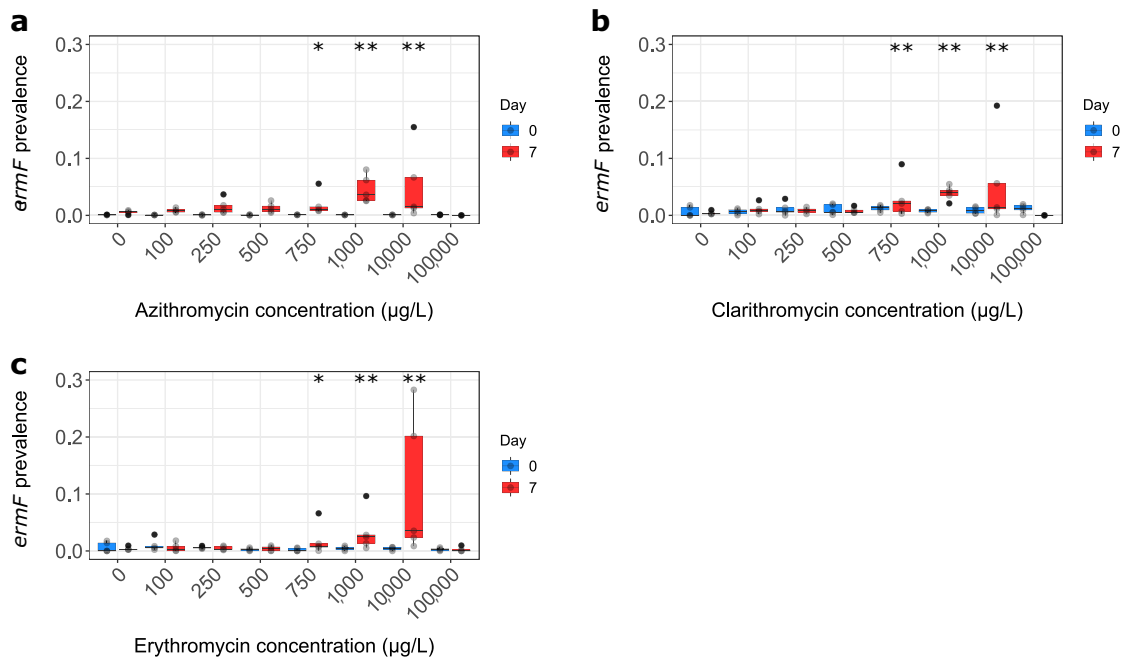 a
b
* ** **
** ** **
0.3
0.2
0.1
0.0
ermF prevalence
Day
0
7
0 100 250 500 750 1,000 10,000 100,000
Azithromycin concentration (µg/L)
0.3
0.2
0.1
0.0
ermF prevalence
Day
0
7
0 100 250 500 750 1,000 10,000 100,000
Clarithromycin concentration (µg/L)
c
* ** **
0.3
0.2
0.1
0.0
ermF prevalence
Day
0
7
0 100 250 500 750 1,000 10,000 100,000
Erythromycin concentration (µg/L)